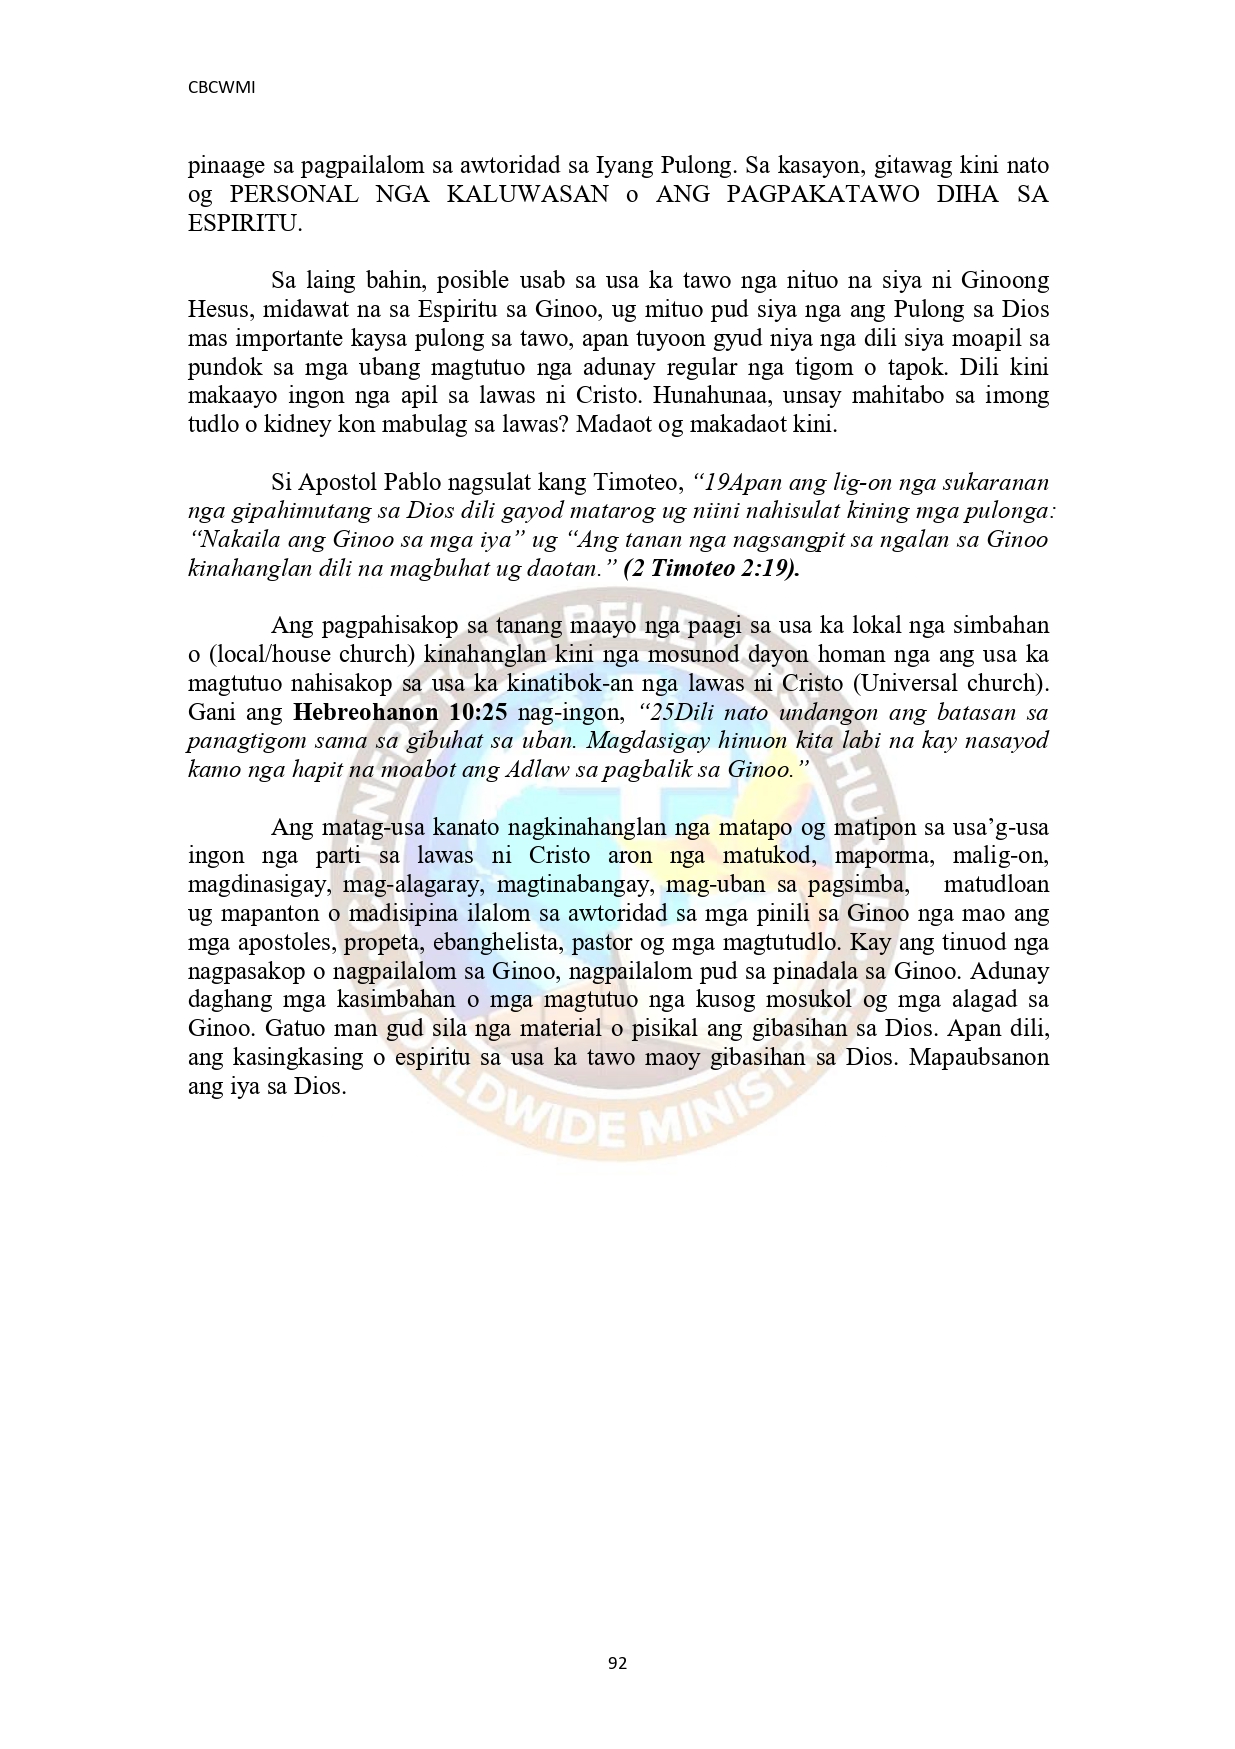 CBCWMI
pinaage sa pagpailalom sa awtoridad sa Iyang Pulong. Sa kasayon, gitawag kini nato
og PERSONAL NGA KALUWASAN o ANG PAGPAKATAWO DIHA SA
ESPIRITU.
Sa laing bahin, posible usab sa usa ka tawo nga nituo na siya ni Ginoong
Hesus, midawat na sa Espiritu sa Ginoo, ug mituo pud siya nga ang Pulong sa Dios
mas importante kaysa pulong sa tawo, apan tuyoon gyud niya nga dili siya moapil sa
pundok sa mga ubang magtutuo nga adunay regular nga tigom o tapok. Dili kini
makaayo ingon nga apil sa lawas ni Cristo. Hunahunaa, unsay mahitabo sa imong
tudlo o kidney kon mabulag sa lawas? Madaot og makadaot kini.
Si Apostol Pablo nagsulat kang Timoteo, “19Apan ang lig-on nga sukaranan
nga gipahimutang sa Dios dili gayod matarog ug niini nahisulat kining mga pulonga:
“Nakaila ang Ginoo sa mga iya” ug “Ang tanan nga nagsangpit sa ngalan sa Ginoo
kinahanglan dili na magbuhat ug daotan.” (2 Timoteo 2:19).
Ang pagpahisakop sa tanang maayo nga paagi sa usa ka lokal nga simbahan
o (local/house church) kinahanglan kini nga mosunod dayon homan nga ang usa ka
magtutuo nahisakop sa usa ka kinatibok-an nga lawas ni Cristo (Universal church).
Gani ang Hebreohanon 10:25 nag-ingon, “25Dili nato undangon ang batasan sa
panagtigom sama sa gibuhat sa uban. Magdasigay hinuon kita labi na kay nasayod
kamo nga hapit na moabot ang Adlaw sa pagbalik sa Ginoo.”
Ang matag-usa kanato nagkinahanglan nga matapo og matipon sa usa’g-usa
ingon nga parti sa lawas ni Cristo aron nga matukod, maporma, malig-on,
magdinasigay, mag-alagaray, magtinabangay, mag-uban sa pagsimba, matudloan
ug mapanton o madisipina ilalom sa awtoridad sa mga pinili sa Ginoo nga mao ang
mga apostoles, propeta, ebanghelista, pastor og mga magtutudlo. Kay ang tinuod nga
nagpasakop o nagpailalom sa Ginoo, nagpailalom pud sa pinadala sa Ginoo. Adunay
daghang mga kasimbahan o mga magtutuo nga kusog mosukol og mga alagad sa
Ginoo. Gatuo man gud sila nga material o pisikal ang gibasihan sa Dios. Apan dili,
ang kasingkasing o espiritu sa usa ka tawo maoy gibasihan sa Dios. Mapaubsanon
ang iya sa Dios.
CORNERSTONE BELIEVERS CHURCH
WORLDWIDE MINISTRIES
92